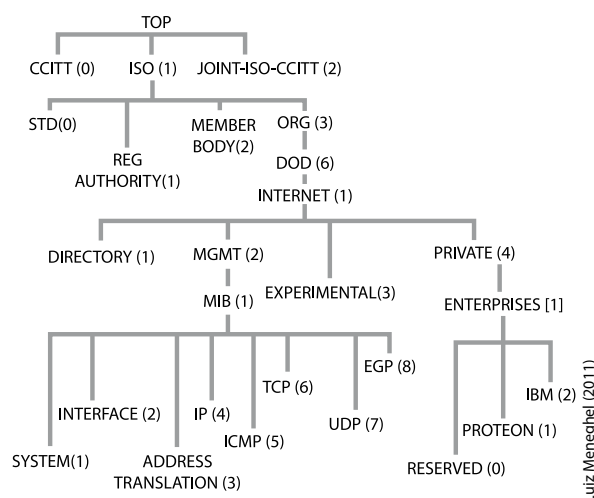 TOP
CCITT (0)
ISO (1)
JOINT-ISO-CCITT (2)
STD(0)
REG
AUTHORITY(1)
MEMBER
BODY(2)
ORG (3)
DOD (6)
INTERNET (1)
DIRECTORY (1)
MGMT (2)
EXPERIMENTAL(3)
PRIVATE (4)
MIB (1)
ENTERPRISES [1]
SYSTEM(1)
INTERFACE (2)
ADDRESS
TRANSLATION (3)
IP (4)
ICMP (5)
TCP (6)
UDP (7)
EGP (8)
RESERVED (0)
PROTEON (1)
IBM (2)
Meneghel (2011)